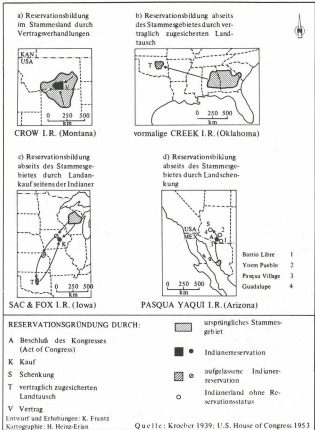 a) Reservationsbildung
im Stammesland durch
Vertragsverhandlungen
KAN
USA
V
0 250 500
km
CROW I.R. (Montana)
b) Reservationsbildung abseits
des Stammesgebietes durch ver-
traglich zugesicherten Land-
tausch
T
0 250 500
km
vormalige CREEK I.R. (Oklahoma)
c) Reservationsbildung
abseits des Stammesge-
bietes durch Landan-
kauf seitens der Indianer
K
T
0 250 500
km
SAC & FOX I.R. (Iowa)
d) Reservationsbildung
abseits des Stammesge-
bietes durch Landschen-
kung
USA
MEX
S
4
A
2
0 250 500
km
PASQUA YAQUI I.R. (Arizona)
Barrio Libre 1
Yoem Pueblo 2
Pasqua Village 3
Guadalupe 4
RESERVATIONSGRÜNDUNG DURCH:
A Beschluß des Kongresses
(Act of Congress)
K Kauf
S Schenkung
T vertraglich zugesicherten
Landtausch
V Vertrag
ursprüngliches Stammes-
gebiet
Indianerreservation
aufgelassene Indianer-
reservation
Indianerland ohne Re-
servationsstatus
Entwurf und Erhebungen: K. Frantz
Kartographie: H. Heinz-Erian
Quelle: Kroeber 1939; U.S. House of Congress 1953